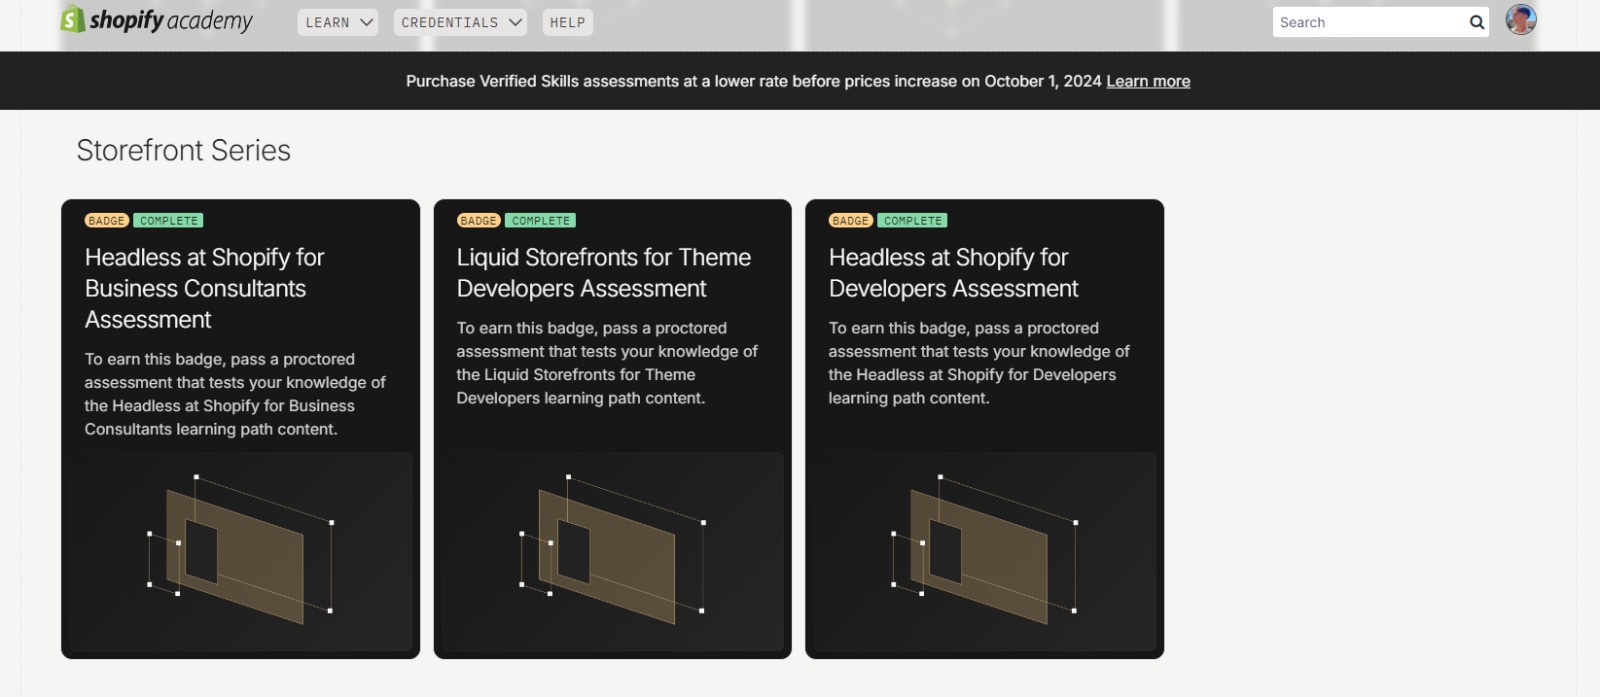 shopify academy
LEARN
CREDENTIALS
HELP
Search
Purchase Verified Skills assessments at a lower rate before prices increase on October 1, 2024 Learn more
Storefront Series
BADGE COMPLETE
Headless at Shopify for
Business Consultants
Assessment
To earn this badge, pass a proctored
assessment that tests your knowledge of
the Headless at Shopify for Business
Consultants learning path content.
BADGE COMPLETE
Liquid Storefronts for Theme
Developers Assessment
To earn this badge, pass a proctored
assessment that tests your knowledge of
the Liquid Storefronts for Theme
Developers learning path content.
BADGE COMPLETE
Headless at Shopify for
Developers Assessment
To earn this badge, pass a proctored
assessment that tests your knowledge of
the Headless at Shopify for Developers
learning path content.